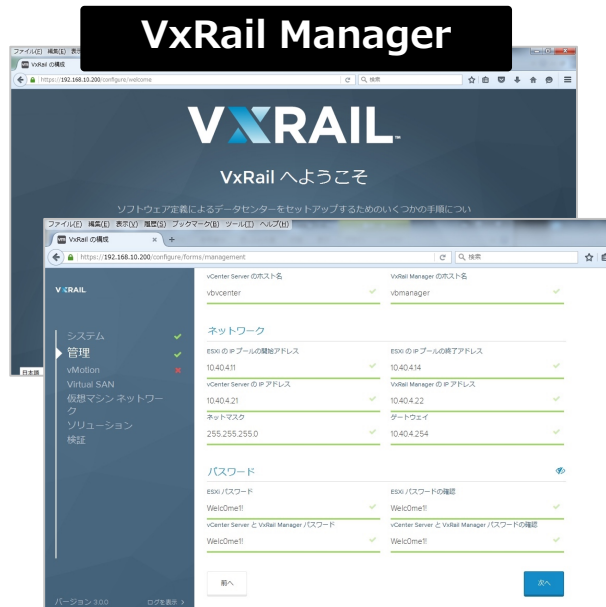 VxRail Manager
ファイル(F) 編集(E) 表示
VxRail の構成
https://192.168.10.200/configure/welcome
検索
VXRAIL
VxRail へようこそ
ソフトウェア定義によるデータセンターをセットアップするためのいくつかの手順につい
ファイル(F) 編集(E) 表示(V) 履歴(S) ブックマーク(B) ツール(T) ヘルプ(H)
VxRail の構成 × +
https://192.168.10.200/configure/forms/management
検索
VXRAIL
システム
管理
vMotion
Virtual SAN
仮想マシン ネットワー
ク
ソリューション
検証
バージョン 3.0.0 ログを表示 >
vCenter Server のホスト名 VxRail Manager のホスト名
vbvcenter vbmanager
ネットワーク
ESXi の IP プールの開始アドレス ESXi の IP プールの終了アドレス
10.40.4.11 10.40.4.14
vCenter Server の IP アドレス VxRail Manager の IP アドレス
10.40.4.21 10.40.4.22
ネットマスク ゲートウェイ
255.255.255.0 10.40.4.254
パスワード
ESXi パスワード ESXi パスワードの確認
Welc0me1! Welc0me1!
vCenter Server と VxRail Manager パスワード vCenter Server と VxRail Manager パスワードの確認
Welc0me1! Welc0me1!
前へ 次へ
日本語